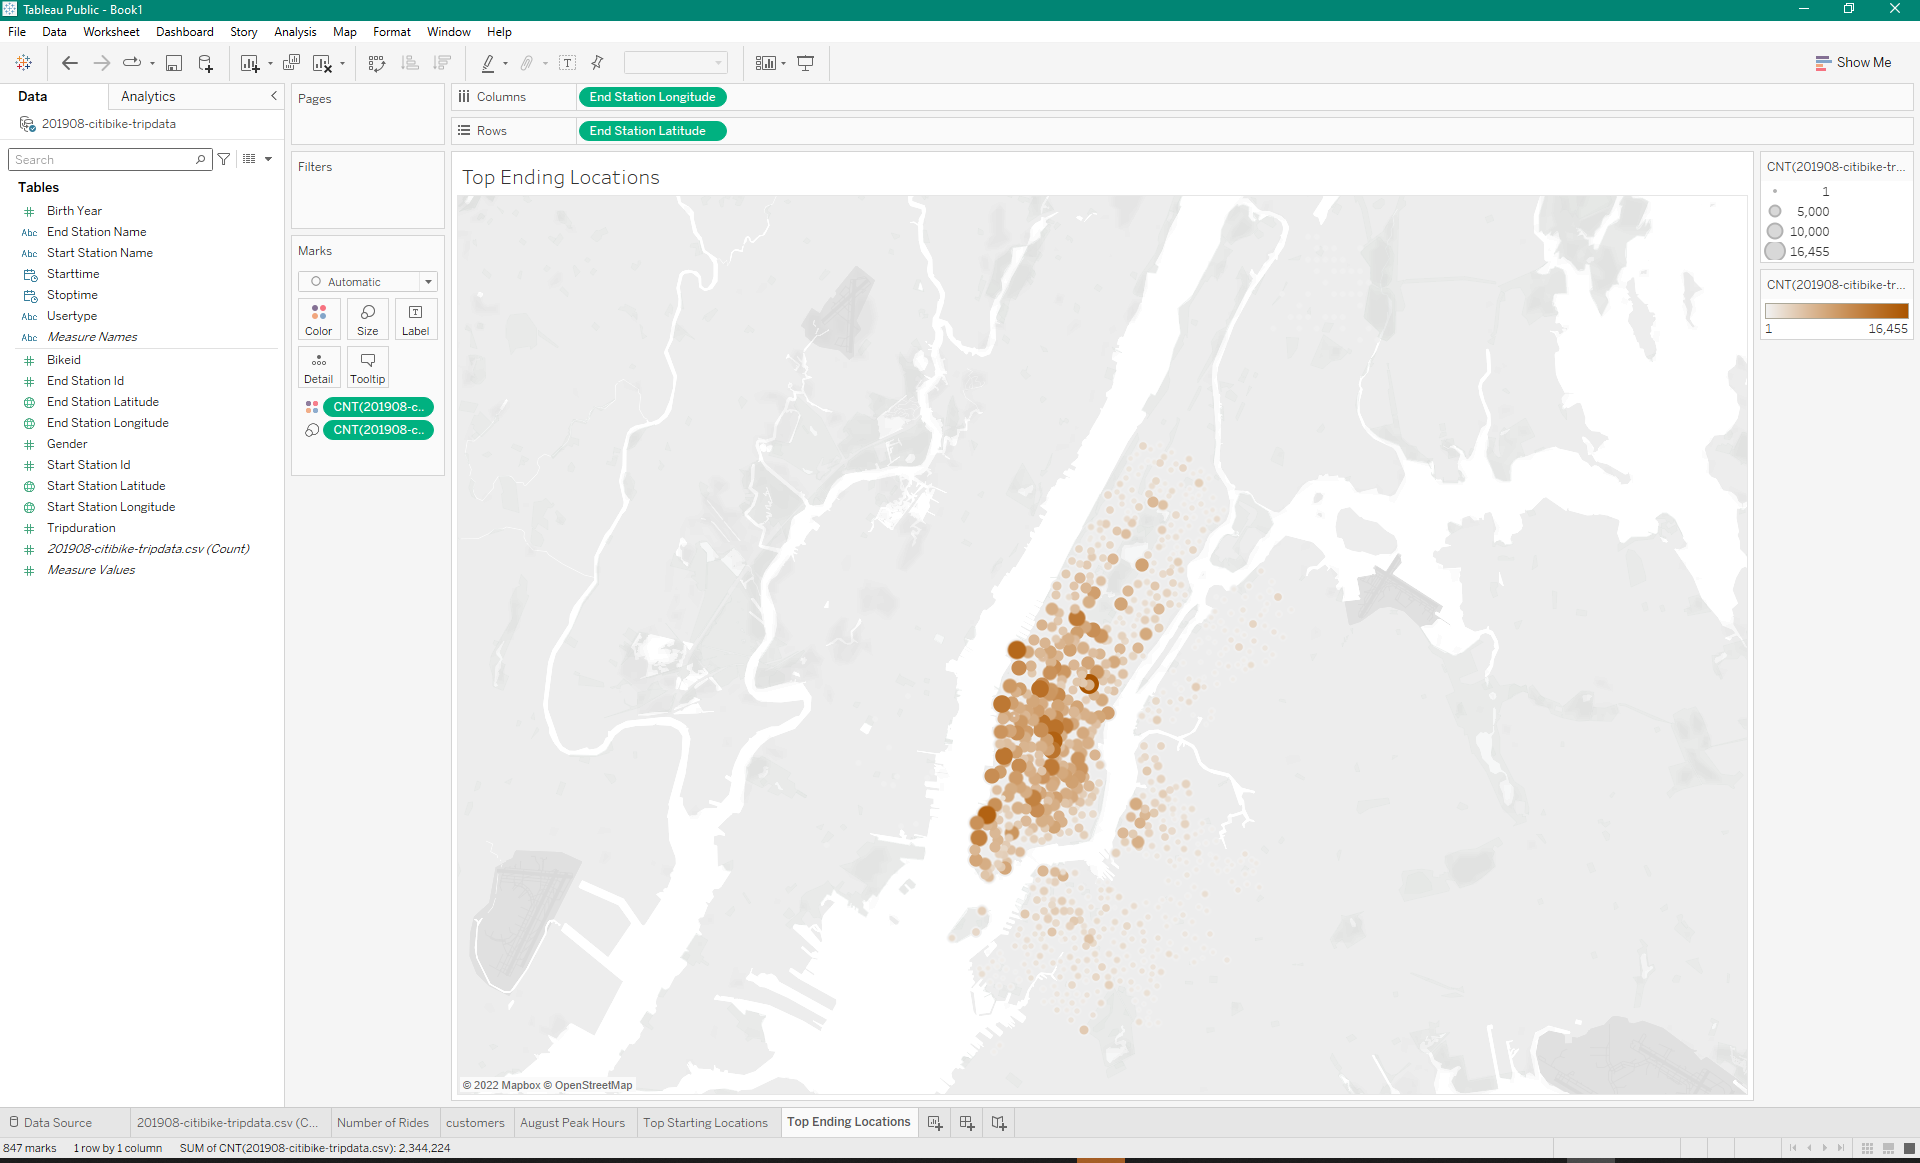 Tableau Public - Book1
File Data Worksheet Dashboard Story Analysis Map Format Window Help
Show Me
Data Analytics
201908-citibike-tripdata
Search
Tables
Birth Year
Abc End Station Name
Abc Start Station Name
Starttime
Stoptime
Abc Usertype
Abc Measure Names
Bikeid
End Station Id
End Station Latitude
End Station Longitude
Gender
Start Station Id
Start Station Latitude
Start Station Longitude
Tripduration
201908-citibike-tripdata.csv (Count)
Measure Values
Pages
Filters
Marks
Automatic
Color Size Label
Detail Tooltip
CNT(201908-c..
CNT(201908-c..
Columns End Station Longitude
Rows End Station Latitude
Top Ending Locations
© 2022 Mapbox © OpenStreetMap
CNT(201908-citibike-tr...
1
5,000
10,000
16,455
CNT(201908-citibike-tr...
1 16,455
Data Source 201908-citibike-tripdata.csv (C... Number of Rides customers August Peak Hours Top Starting Locations Top Ending Locations
847 marks 1 row by 1 column SUM of CNT(201908-citibike-tripdata.csv): 2,344,224